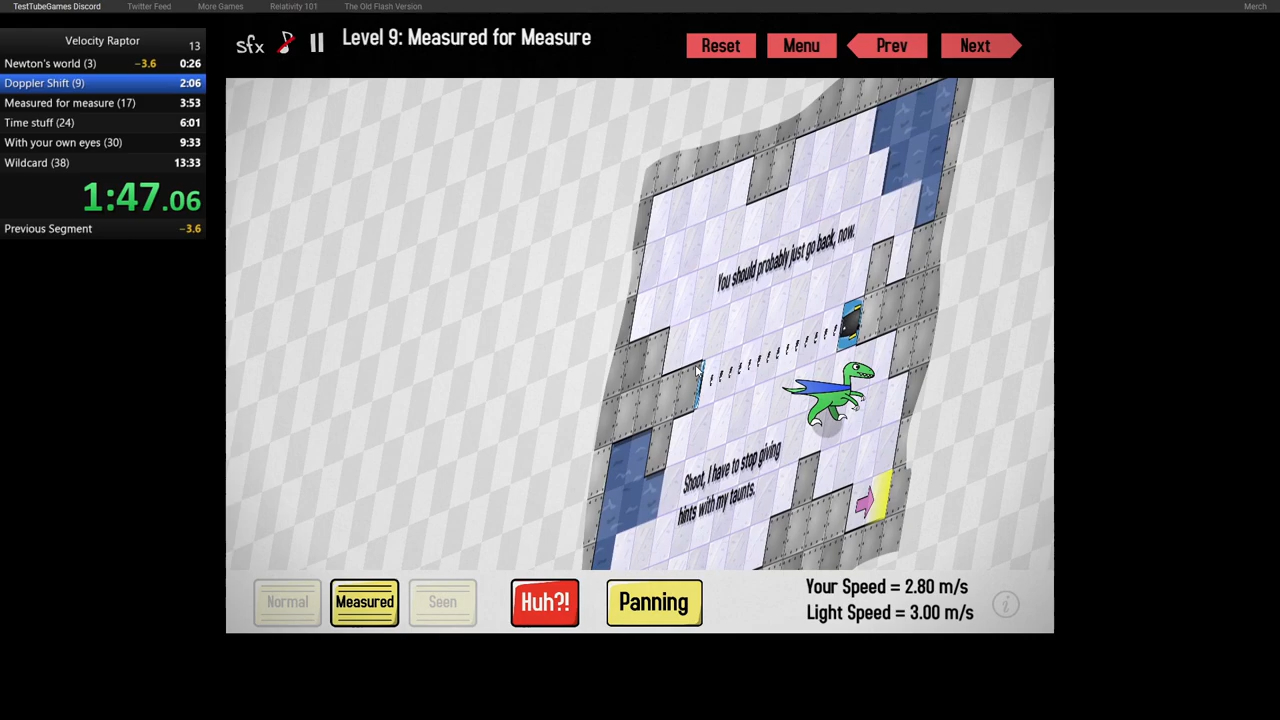 TestTubeGames Discord
Twitter Feed
More Games
Relativity 101
The Old Flash Version
Merch
Velocity Raptor
13
Newton's world (3) −3.6 0:26
Doppler Shift (9) 2:06
Measured for measure (17) 3:53
Time stuff (24) 6:01
With your own eyes (30) 9:33
Wildcard (38) 13:33
1:47.06
Previous Segment −3.6
sfx
Level 9: Measured for Measure
Reset
Menu
Prev
Next
You should probably just go back, now.
Shoot, I have to stop giving
hints with my taunts.
Normal
Measured
Seen
Huh?!
Panning
Your Speed = 2.80 m/s
Light Speed = 3.00 m/s
i